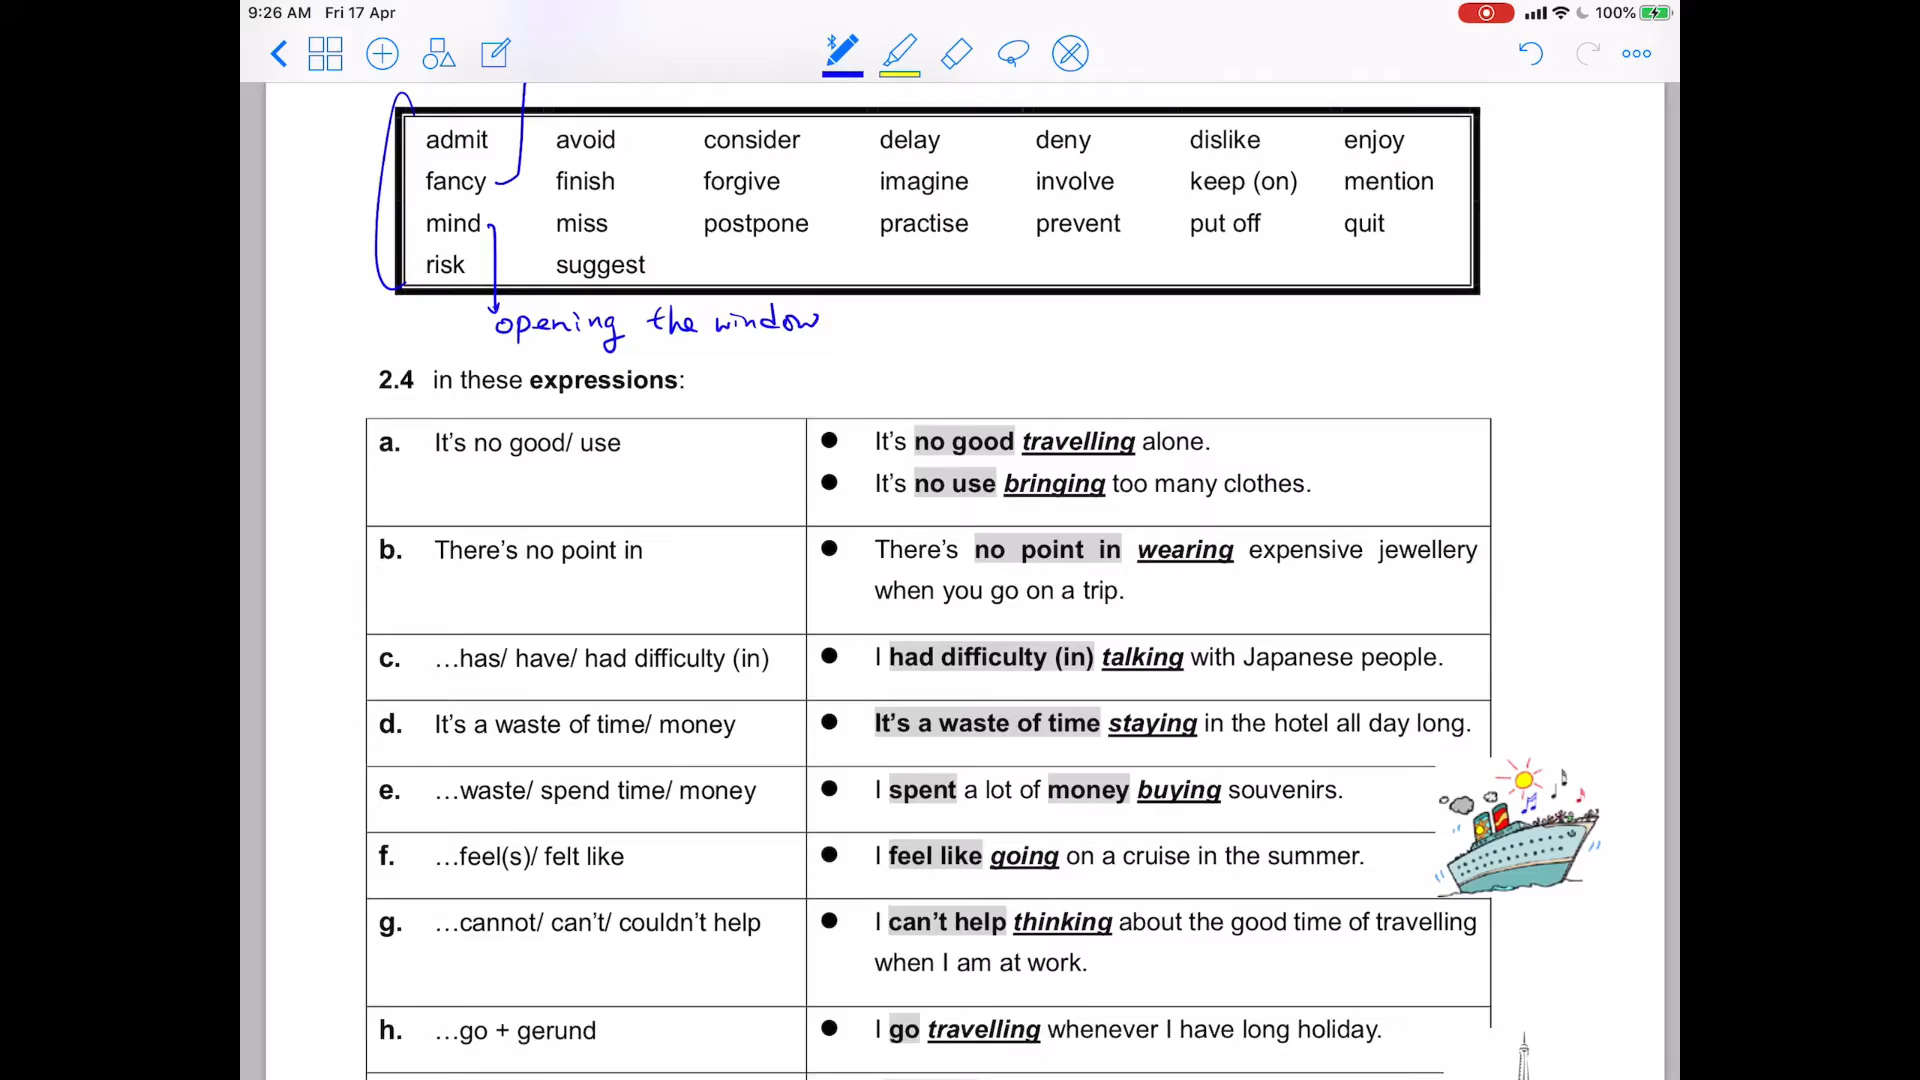 9:26 AM Fri 17 Apr 100%
admit avoid consider delay deny dislike enjoy
fancy finish forgive imagine involve keep (on) mention
mind miss postpone practise prevent put off quit
risk suggest
opening the window
2.4 in these expressions:
a. It's no good/ use
● It's no good travelling alone.
● It's no use bringing too many clothes.
b. There's no point in
● There's no point in wearing expensive jewellery
when you go on a trip.
c. …has/ have/ had difficulty (in)
● I had difficulty (in) talking with Japanese people.
d. It's a waste of time/ money
● It's a waste of time staying in the hotel all day long.
e. …waste/ spend time/ money
● I spent a lot of money buying souvenirs.
f. …feel(s)/ felt like
● I feel like going on a cruise in the summer.
g. …cannot/ can't/ couldn't help
● I can't help thinking about the good time of travelling
when I am at work.
h. …go + gerund
● I go travelling whenever I have long holiday.